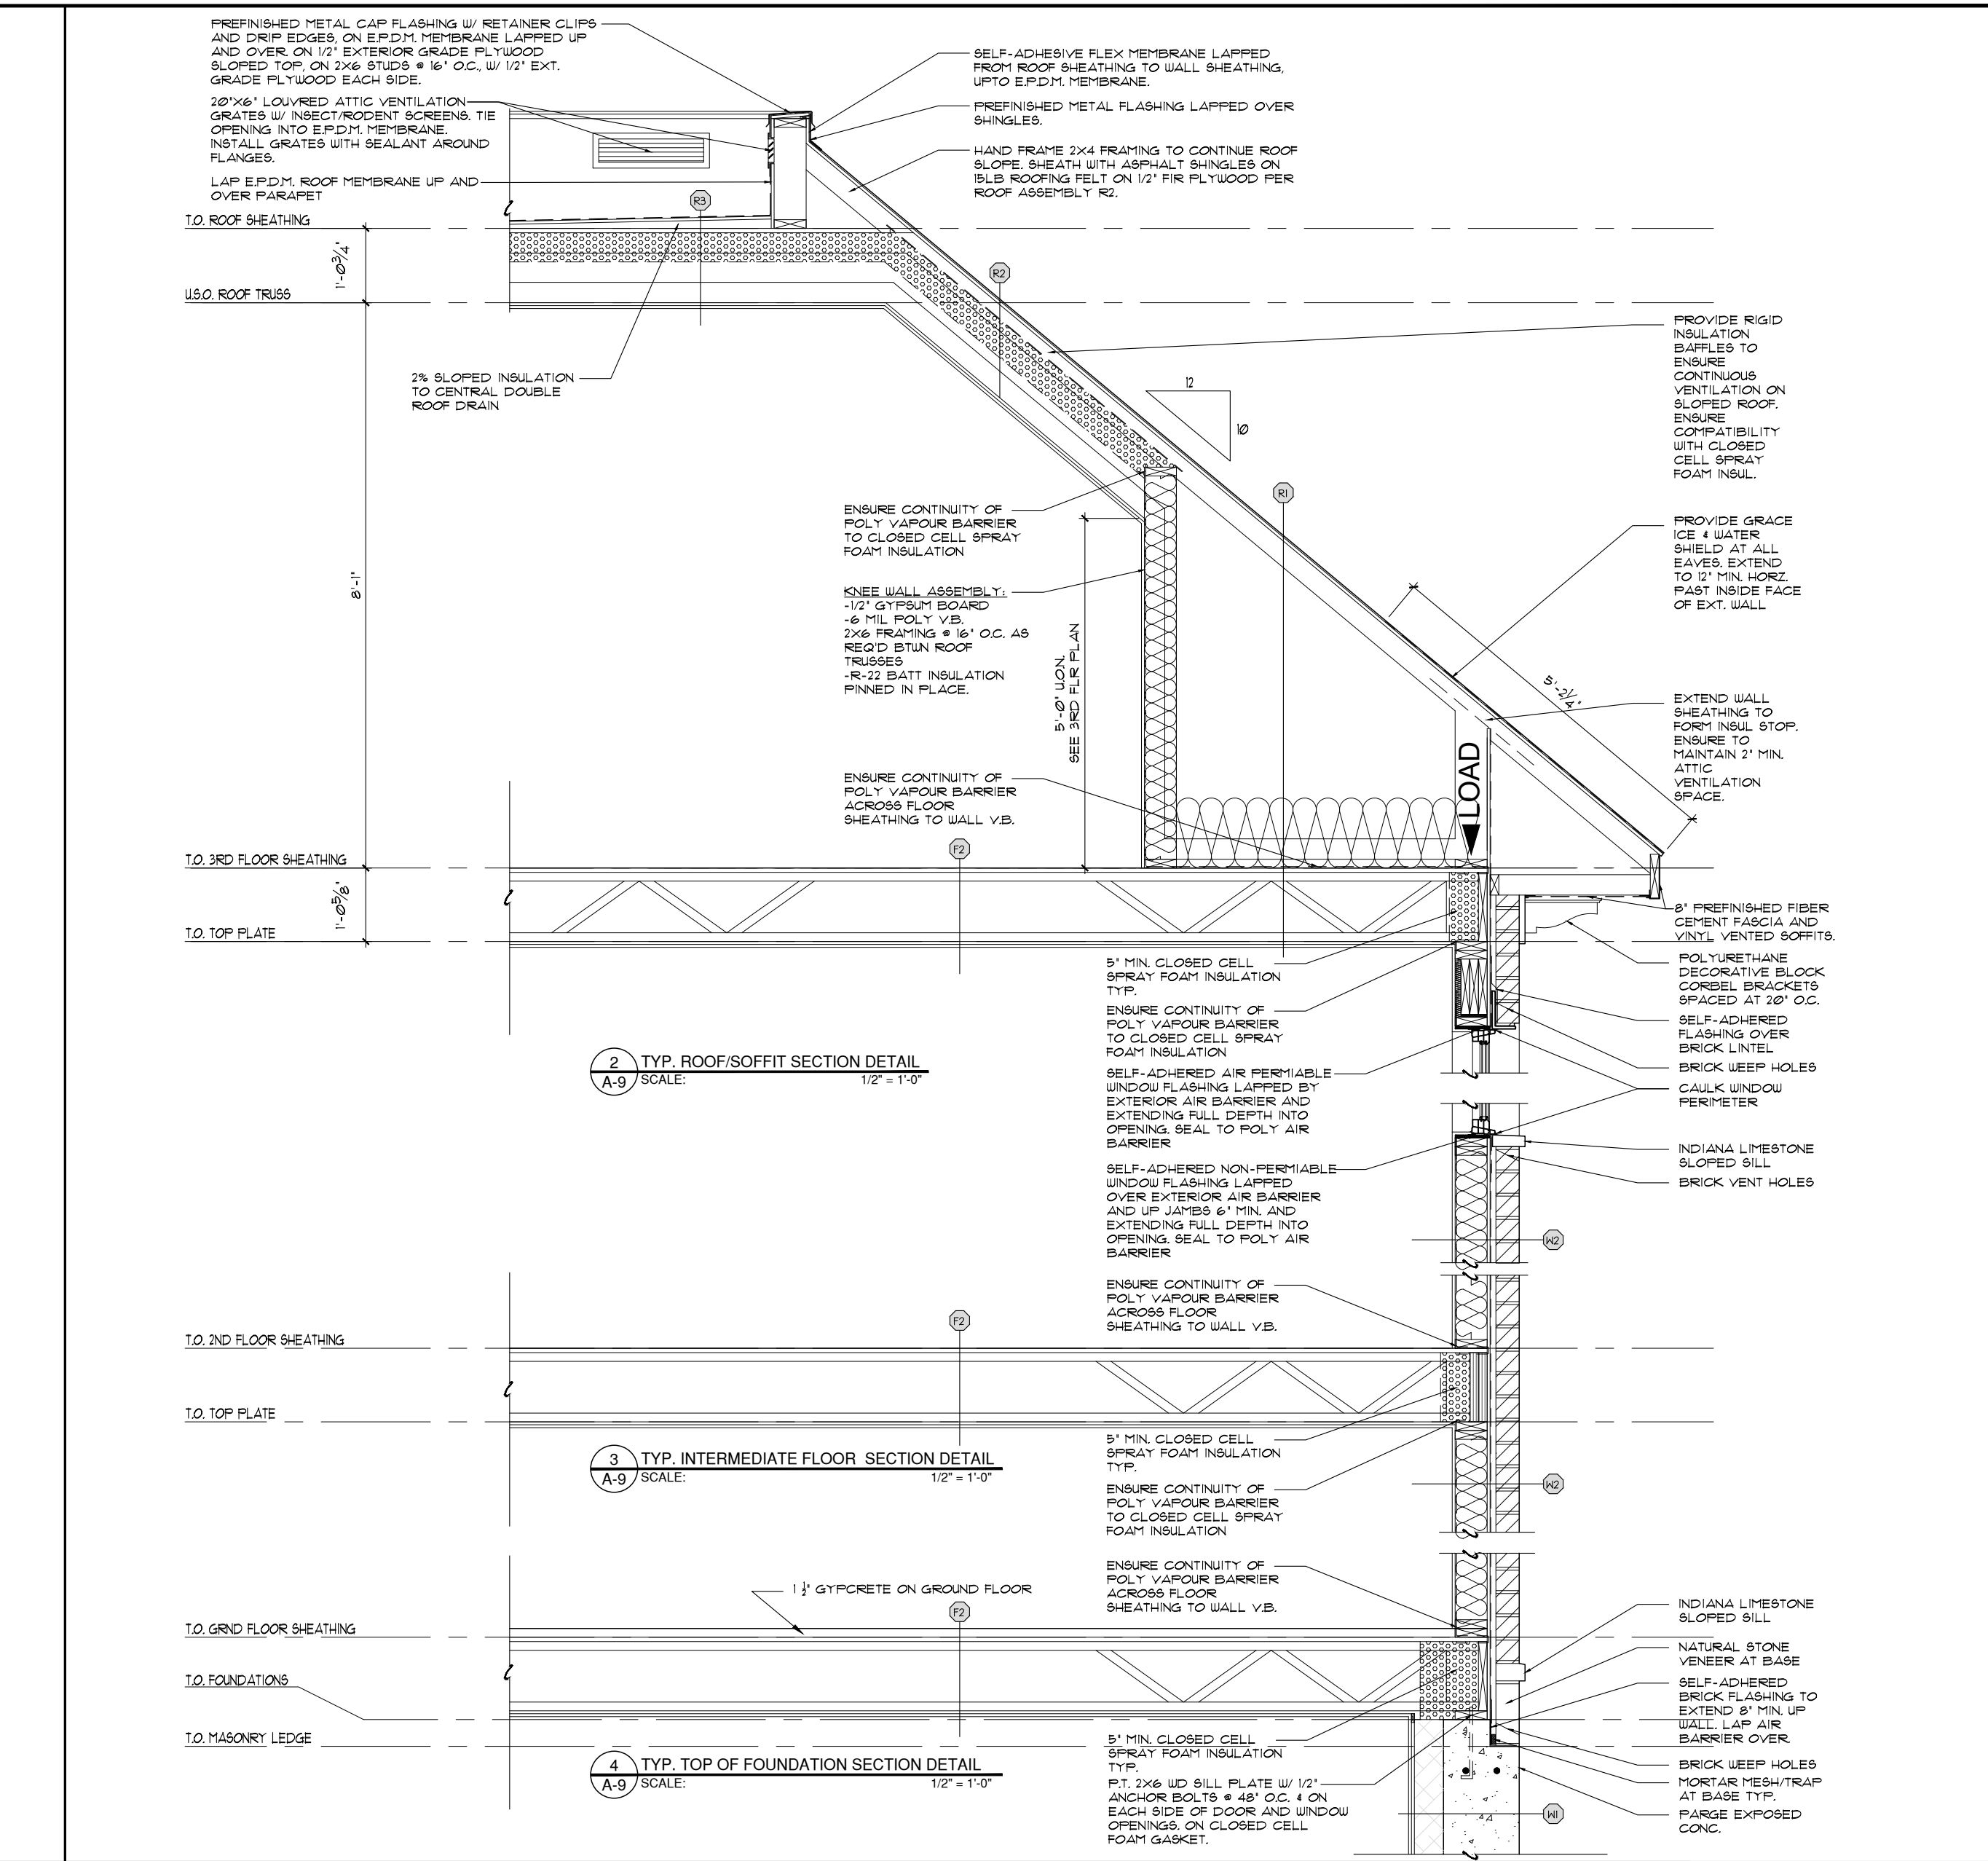 PREFINISHED METAL CAP FLASHING W/ RETAINER CLIPS
AND DRIP EDGES, ON E.P.D.M. MEMBRANE LAPPED UP
AND OVER. ON 1/2" EXTERIOR GRADE PLYWOOD
SLOPED TOP, ON 2X6 STUDS @ 16" O.C., W/ 1/2" EXT.
GRADE PLYWOOD EACH SIDE.
20"X6" LOUVRED ATTIC VENTILATION
GRATES W/ INSECT/RODENT SCREENS. TIE
OPENING INTO E.P.D.M. MEMBRANE.
INSTALL GRATES WITH SEALANT AROUND
FLANGES.
LAP E.P.D.M. ROOF MEMBRANE UP AND
OVER PARAPET
SELF-ADHESIVE FLEX MEMBRANE LAPPED
FROM ROOF SHEATHING TO WALL SHEATHING,
UPTO E.P.D.M. MEMBRANE.
PREFINISHED METAL FLASHING LAPPED OVER
SHINGLES.
HAND FRAME 2X4 FRAMING TO CONTINUE ROOF
SLOPE. SHEATH WITH ASPHALT SHINGLES ON
15LB ROOFING FELT ON 1/2" FIR PLYWOOD PER
ROOF ASSEMBLY R2.
R3
T.O. ROOF SHEATHING
1'-0 3/4"
R2
U.S.O. ROOF TRUSS
2% SLOPED INSULATION
TO CENTRAL DOUBLE
ROOF DRAIN
12
10
PROVIDE RIGID
INSULATION
BAFFLES TO
ENSURE
CONTINUOUS
VENTILATION ON
SLOPED ROOF.
ENSURE
COMPATIBILITY
WITH CLOSED
CELL SPRAY
FOAM INSUL.
R1
ENSURE CONTINUITY OF
POLY VAPOUR BARRIER
TO CLOSED CELL SPRAY
FOAM INSULATION
PROVIDE GRACE
ICE & WATER
SHIELD AT ALL
EAVES. EXTEND
TO 12" MIN. HORZ.
PAST INSIDE FACE
OF EXT. WALL
8'-1"
KNEE WALL ASSEMBLY:
-1/2" GYPSUM BOARD
-6 MIL POLY V.B.
2X6 FRAMING @ 16" O.C. AS
REQ'D BTWN ROOF
TRUSSES
-R-22 BATT INSULATION
PINNED IN PLACE.
5'-0" U.O.N.
SEE 3RD FLR PLAN
5'-2 1/4"
EXTEND WALL
SHEATHING TO
FORM INSUL STOP.
ENSURE TO
MAINTAIN 2" MIN.
ATTIC
VENTILATION
SPACE.
LOAD
ENSURE CONTINUITY OF
POLY VAPOUR BARRIER
ACROSS FLOOR
SHEATHING TO WALL V.B.
T.O. 3RD FLOOR SHEATHING
F2
1'-0 5/8"
T.O. TOP PLATE
8" PREFINISHED FIBER
CEMENT FASCIA AND
VINYL VENTED SOFFITS.
POLYURETHANE
DECORATIVE BLOCK
CORBEL BRACKETS
SPACED AT 20" O.C.
SELF-ADHERED
FLASHING OVER
BRICK LINTEL
BRICK WEEP HOLES
CAULK WINDOW
PERIMETER
5" MIN. CLOSED CELL
SPRAY FOAM INSULATION
TYP.
ENSURE CONTINUITY OF
POLY VAPOUR BARRIER
TO CLOSED CELL SPRAY
FOAM INSULATION
SELF-ADHERED AIR PERMIABLE
WINDOW FLASHING LAPPED BY
EXTERIOR AIR BARRIER AND
EXTENDING FULL DEPTH INTO
OPENING. SEAL TO POLY AIR
BARRIER
2
A-9
TYP. ROOF/SOFFIT SECTION DETAIL
SCALE: 1/2" = 1'-0"
INDIANA LIMESTONE
SLOPED SILL
BRICK VENT HOLES
SELF-ADHERED NON-PERMIABLE
WINDOW FLASHING LAPPED
OVER EXTERIOR AIR BARRIER
AND UP JAMBS 6" MIN. AND
EXTENDING FULL DEPTH INTO
OPENING. SEAL TO POLY AIR
BARRIER
W2
ENSURE CONTINUITY OF
POLY VAPOUR BARRIER
ACROSS FLOOR
SHEATHING TO WALL V.B.
T.O. 2ND FLOOR SHEATHING
F2
T.O. TOP PLATE
5" MIN. CLOSED CELL
SPRAY FOAM INSULATION
TYP.
3
A-9
TYP. INTERMEDIATE FLOOR SECTION DETAIL
SCALE: 1/2" = 1'-0"
W2
ENSURE CONTINUITY OF
POLY VAPOUR BARRIER
TO CLOSED CELL SPRAY
FOAM INSULATION
ENSURE CONTINUITY OF
POLY VAPOUR BARRIER
ACROSS FLOOR
SHEATHING TO WALL V.B.
1 1/2" GYPCRETE ON GROUND FLOOR
F2
T.O. GRND FLOOR SHEATHING
T.O. FOUNDATIONS
T.O. MASONRY LEDGE
INDIANA LIMESTONE
SLOPED SILL
NATURAL STONE
VENEER AT BASE
SELF-ADHERED
BRICK FLASHING TO
EXTEND 8" MIN. UP
WALL. LAP AIR
BARRIER OVER.
BRICK WEEP HOLES
MORTAR MESH/TRAP
AT BASE TYP.
PARGE EXPOSED
CONC.
4
A-9
TYP. TOP OF FOUNDATION SECTION DETAIL
SCALE: 1/2" = 1'-0"
5" MIN. CLOSED CELL
SPRAY FOAM INSULATION
TYP.
P.T. 2X6 WD SILL PLATE W/ 1/2"
ANCHOR BOLTS @ 48" O.C. & ON
EACH SIDE OF DOOR AND WINDOW
OPENINGS. ON CLOSED CELL
FOAM GASKET.
W1